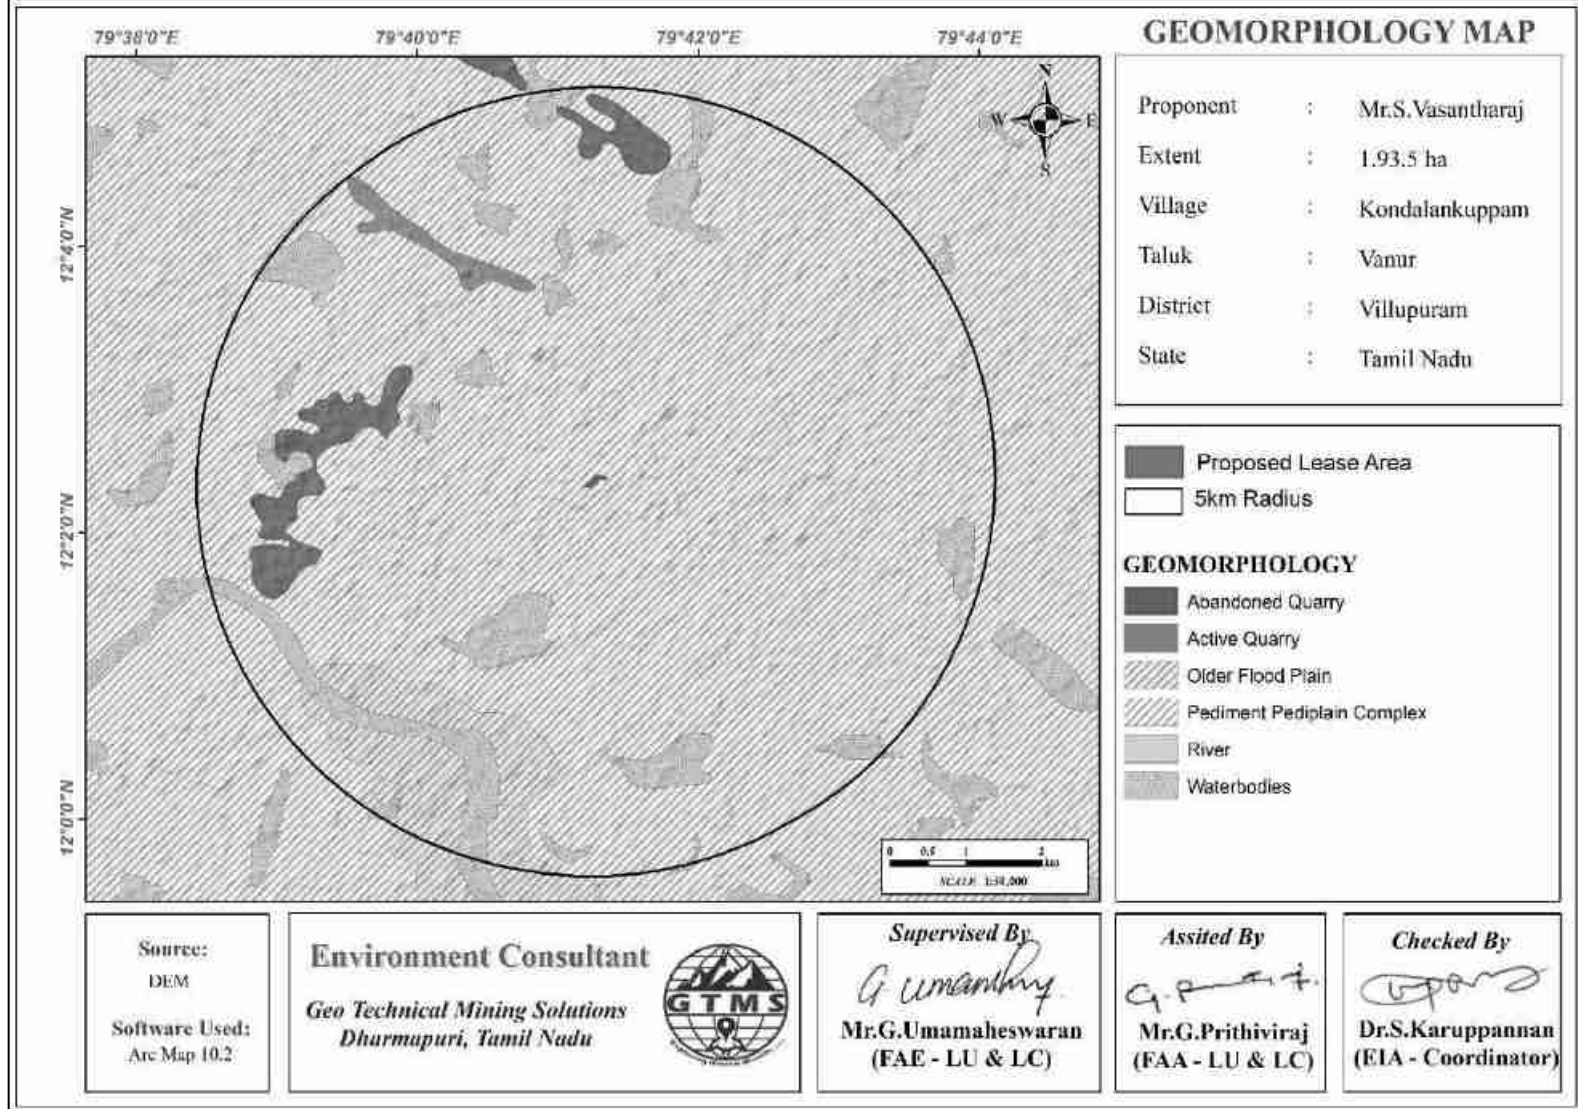 GEOMORPHOLOGY MAP
79°38'0"E
79°40'0"E
79°42'0"E
79°44'0"E
12°4'0"N
12°2'0"N
12°0'0"N
N
W
E
S
Proponent : Mr.S.Vasantharaj
Extent : 1.93.5 ha
Village : Kondalankuppam
Taluk : Vanur
District : Villupuram
State : Tamil Nadu
Proposed Lease Area
5km Radius
GEOMORPHOLOGY
Abandoned Quarry
Active Quarry
Older Flood Plain
Pediment Pediplain Complex
River
Waterbodies
0 0.5 1 2
km
SCALE
Source:
DEM
Software Used:
Arc Map 10.2
Environment Consultant
Geo Technical Mining Solutions
Dharmapuri, Tamil Nadu
GTMS
Supervised By
Mr.G.Umamaheswaran
(FAE - LU & LC)
Assited By
Mr.G.Prithiviraj
(FAA - LU & LC)
Checked By
Dr.S.Karuppannan
(EIA - Coordinator)